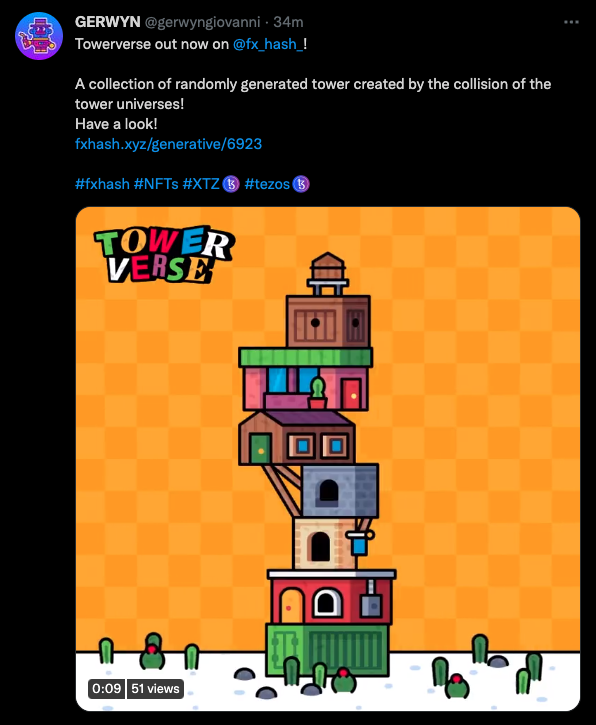 GERWYN @gerwyngiovanni · 34m
Towerverse out now on @fx_hash_!
A collection of randomly generated tower created by the collision of the
tower universes!
Have a look!
fxhash.xyz/generative/6923
#fxhash #NFTs #XTZ #tezos
TOWER
VERSE
0:09 51 views